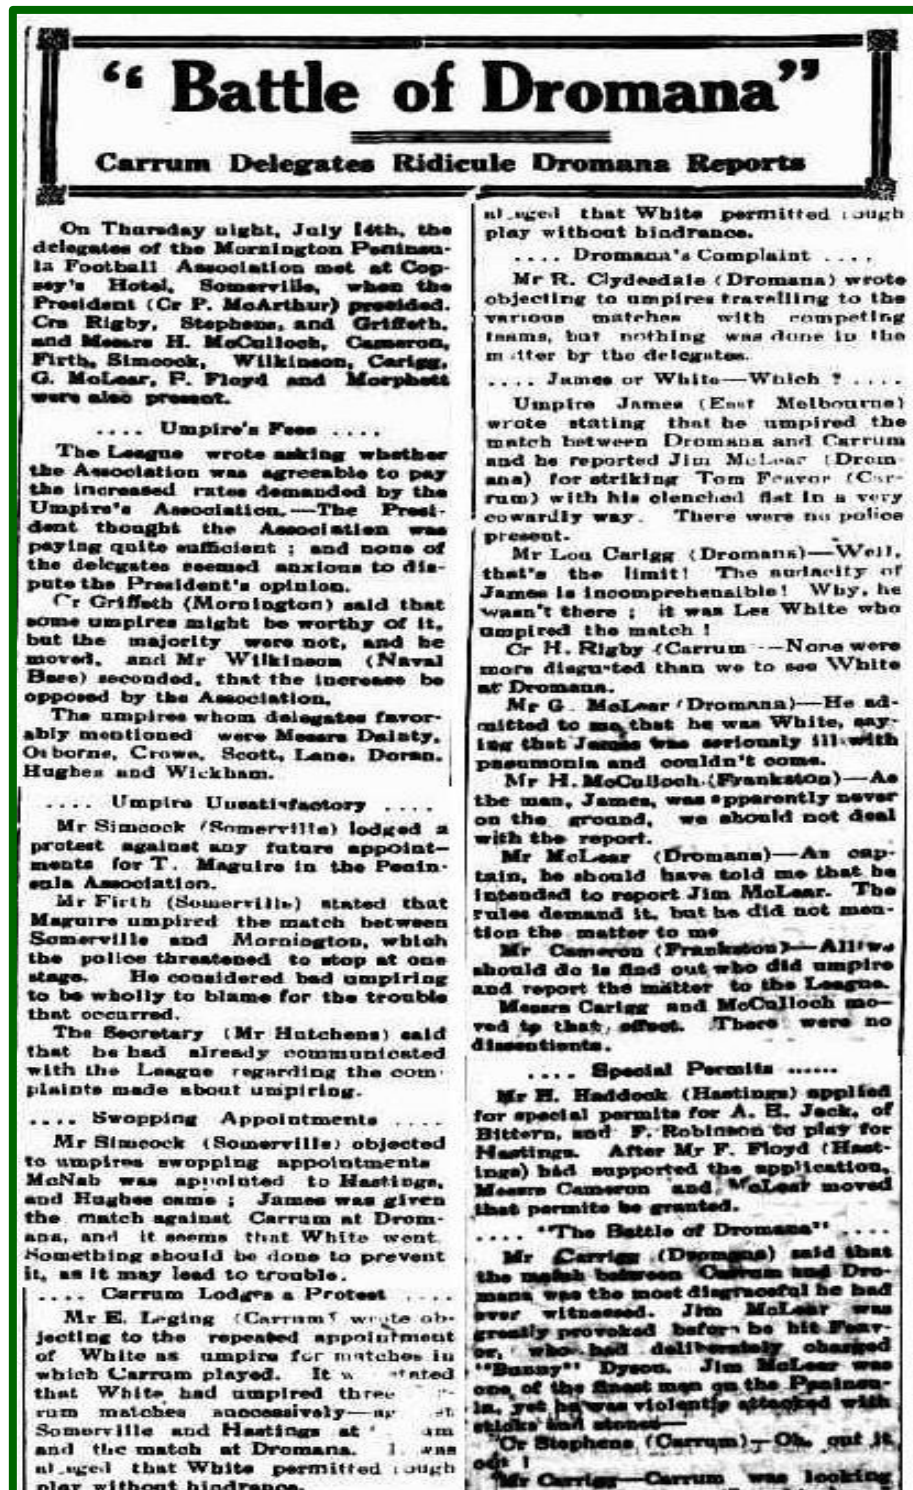 "Battle of Dromana"
Carrum Delegates Ridicule Dromana Reports
On Thursday night, July 14th, the
delegates of the Mornington Peninsu-
la Football Association met at Cop-
sey's Hotel, Somerville, when the
President (Cr P. McArthur) presided.
Crs Rigby, Stephens, and Griffeth,
and Messrs H. McCulloch, Cameron,
Firth, Simcock, Wilkinson, Carigg,
G. McLear, F. Floyd and Morphett
were also present.
.... Umpire's Fees ....
The League wrote asking whether
the Association was agreeable to pay
the increased rates demanded by the
Umpire's Association.—The Presi-
dent thought the Association was
paying quite sufficient ; and none of
the delegates seemed anxious to dis-
pute the President's opinion.
Cr Griffeth (Mornington) said that
some umpires might be worthy of it,
but the majority were not, and he
moved, and Mr Wilkinson (Naval
Base) seconded, that the increase be
opposed by the Association.
The umpires whom delegates favor-
ably mentioned were Messrs Dainty,
Osborne, Crowe, Scott, Lane, Doran,
Hughes and Wickham.
.... Umpire Unsatisfactory ....
Mr Simcock (Somerville) lodged a
protest against any future appoint-
ments for T. Maguire in the Penin-
sula Association.
Mr Firth (Somerville) stated that
Maguire umpired the match between
Somerville and Mornington, which
the police threatened to stop at one
stage. He considered bad umpiring
to be wholly to blame for the trouble
that occurred.
The Secretary (Mr Hutchens) said
that he had already communicated
with the League regarding the com-
plaints made about umpiring.
.... Swopping Appointments ....
Mr Simcock (Somerville) objected
to umpires swopping appointments
McNab was appointed to Hastings,
and Hughes came ; James was given
the match against Carrum at Drom-
ana, and it seems that White went.
Something should be done to prevent
it, as it may lead to trouble.
.... Carrum Lodges a Protest ....
Mr E. Leging (Carrum) wrote ob-
jecting to the repeated appointment
of White as umpire for matches in
which Carrum played. It stated
that White had umpired three
rum matches successively—
Somerville and Hastings at
and the match at Dromana. was
alleged that White permitted rough
play without hindrance.
alleged that White permitted rough
play without hindrance.
.... Dromana's Complaint ....
Mr R. Clydesdale (Dromana) wrote
objecting to umpires travelling to the
various matches with competing
teams, but nothing was done in the
matter by the delegates.
.... James or White—Which ? ....
Umpire James (East Melbourne)
wrote stating that he umpired the
match between Dromana and Carrum
and he reported Jim McLear (Drom-
ana) for striking Tom Feavor (Car-
rum) with his clenched fist in a very
cowardly way. There were no police
present.
Mr Lou Carigg (Dromana)—Well,
that's the limit! The audacity of
James is incomprehensible! Why, he
wasn't there ; it was Les White who
umpired the match !
Cr H. Rigby (Carrum —None were
more disgusted than we to see White
at Dromana.
Mr G. McLear (Dromana)—He ad-
mitted to me that he was White, say-
ing that James was seriously ill with
pneumonia and couldn't come.
Mr H. McCulloch (Frankston)—As
the man, James, was apparently never
on the ground, we should not deal
with the report.
Mr McLear (Dromana)—As cap-
tain, he should have told me that he
intended to report Jim McLear. The
rules demand it, but he did not men-
tion the matter to me
Mr Cameron (Frankston)—All we
should do is find out who did umpire
and report the matter to the League.
Messrs Carigg and McCulloch mo-
ved to that effect. There were no
dissentients.
.... Special Permits ......
Mr H. Haddock (Hastings) applied
for special permits for A. E. Jack, of
Bittern, and F. Robinson to play for
Hastings. After Mr F. Floyd (Hast-
ings) had supported the application,
Messrs Cameron and McLear moved
that permits be granted.
.... "The Battle of Dromana" ....
Mr Carrigg (Dromana) said that
the match between Carrum and Dro-
mana was the most disgraceful he had
ever witnessed. Jim McLear was
greatly provoked before he hit Feav-
or, who had deliberately charged
"Bunny" Dyson. Jim McLear was
one of the finest men on the Peninsu-
la, yet he was violently attacked with
sticks and stones—
Cr Stephens (Carrum)—Oh, cut it
out !
Mr Carrigg—Carrum was looking